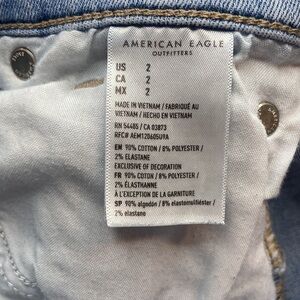 AMERICAN EAGLE
OUTFITTERS
US 2
CA 2
MX 2
MADE IN VIETNAM / FABRIQUÉ AU
VIETNAM / HECHO EN VIETNAM
RN 54485 / CA 03873
RFC# AEM120605U9A
EN 90% COTTON / 8% POLYESTER /
2% ELASTANE
EXCLUSIVE OF DECORATION
FR 90% COTON / 8% POLYESTER /
2% ÉLASTHANNE
À L'EXCEPTION DE LA GARNITURE
SP 90% algodón / 8% elastomultiéster /
2% elastano